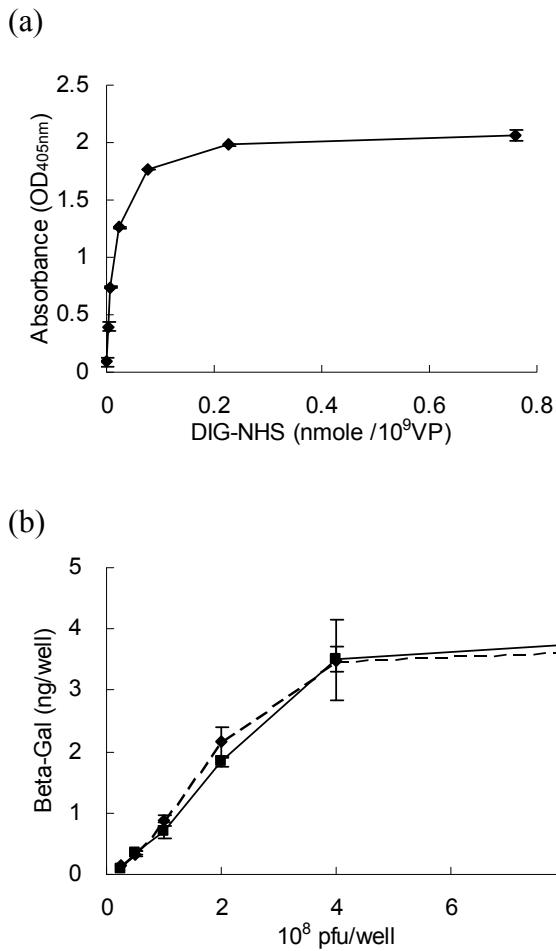 (a)
Absorbance (OD405nm)
2.5
2
1.5
1
0.5
0
0 0.2 0.4 0.6 0.8
DIG-NHS (nmole /10⁹VP)
(b)
Beta-Gal (ng/well)
5
4
3
2
1
0
0 2 4 6
10⁸ pfu/well